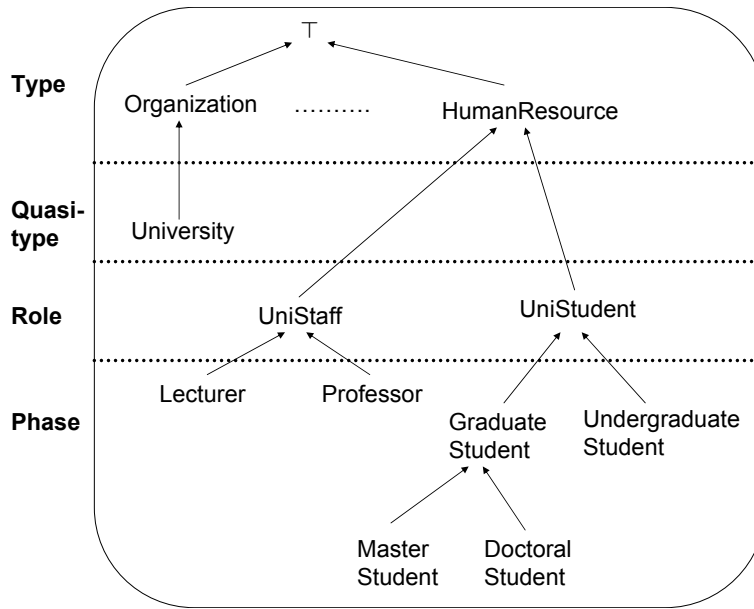 ⊤
Type
Organization
..........
HumanResource
Quasi-
type
University
Role
UniStaff
UniStudent
Lecturer
Professor
Phase
Graduate
Student
Undergraduate
Student
Master
Student
Doctoral
Student